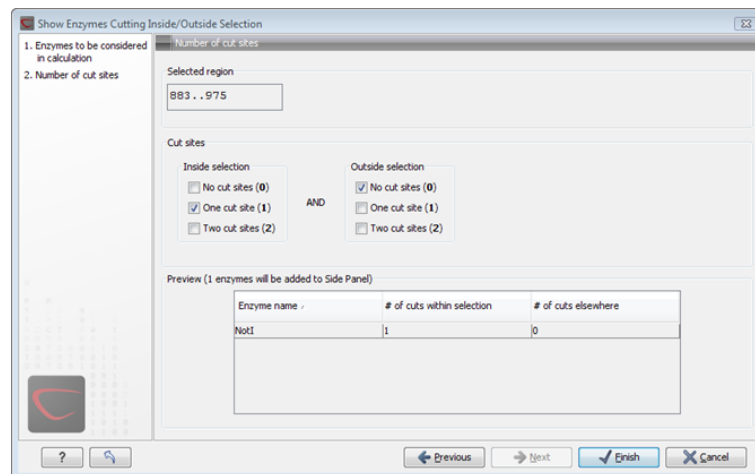 Show Enzymes Cutting Inside/Outside Selection
1. Enzymes to be considered
in calculation
2. Number of cut sites
Number of cut sites
Selected region
883..975
Cut sites
Inside selection
No cut sites (0)
One cut site (1)
Two cut sites (2)
AND
Outside selection
No cut sites (0)
One cut site (1)
Two cut sites (2)
Preview (1 enzymes will be added to Side Panel)
Enzyme name # of cuts within selection # of cuts elsewhere
NotI 1 0
? Previous Next Finish Cancel